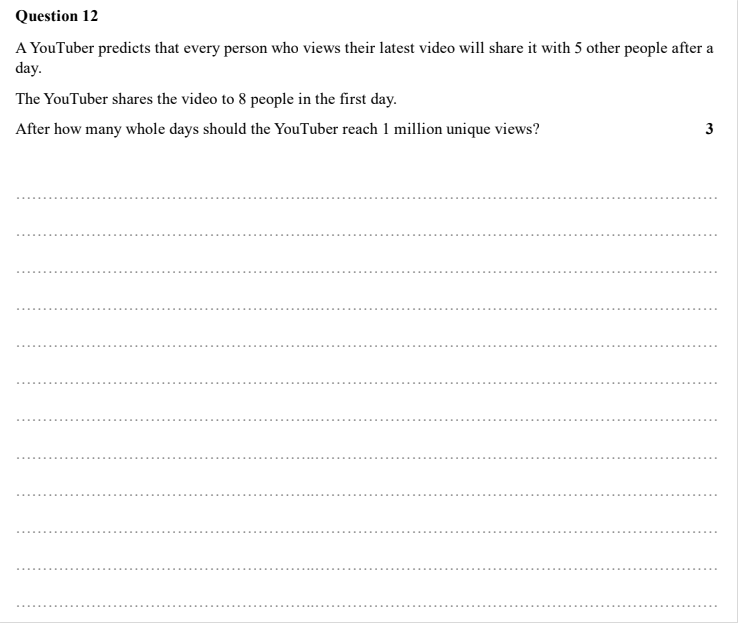 Question 12
A YouTuber predicts that every person who views their latest video will share it with 5 other people after a
day.
The YouTuber shares the video to 8 people in the first day.
After how many whole days should the YouTuber reach 1 million unique views? 3